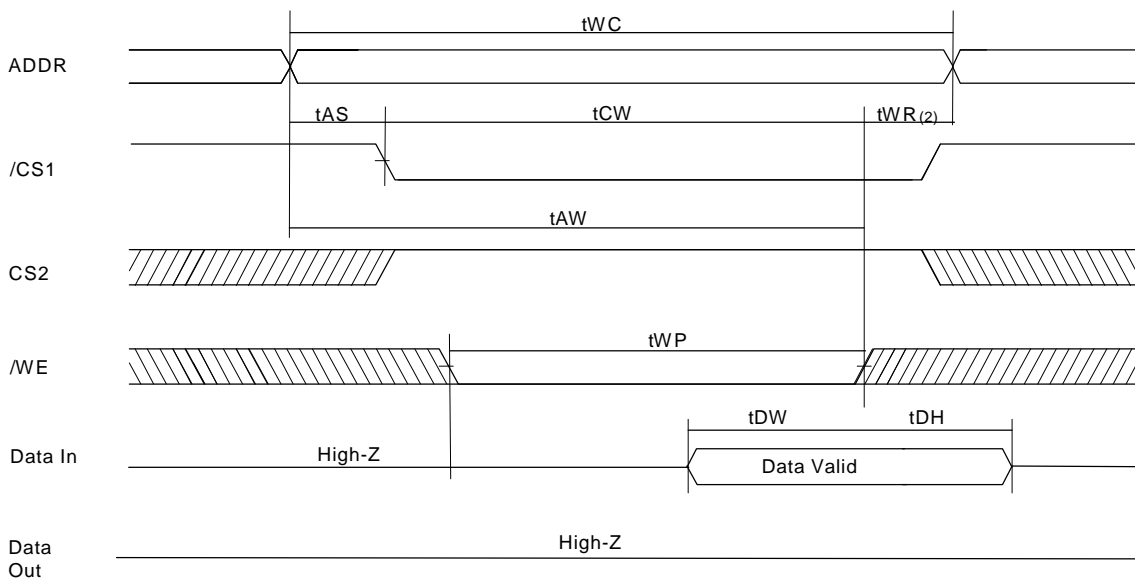 tWC
ADDR
tAS tCW tWR(2)
/CS1
tAW
CS2
tWP
/WE
tDW tDH
Data In High-Z Data Valid
Data High-Z
Out